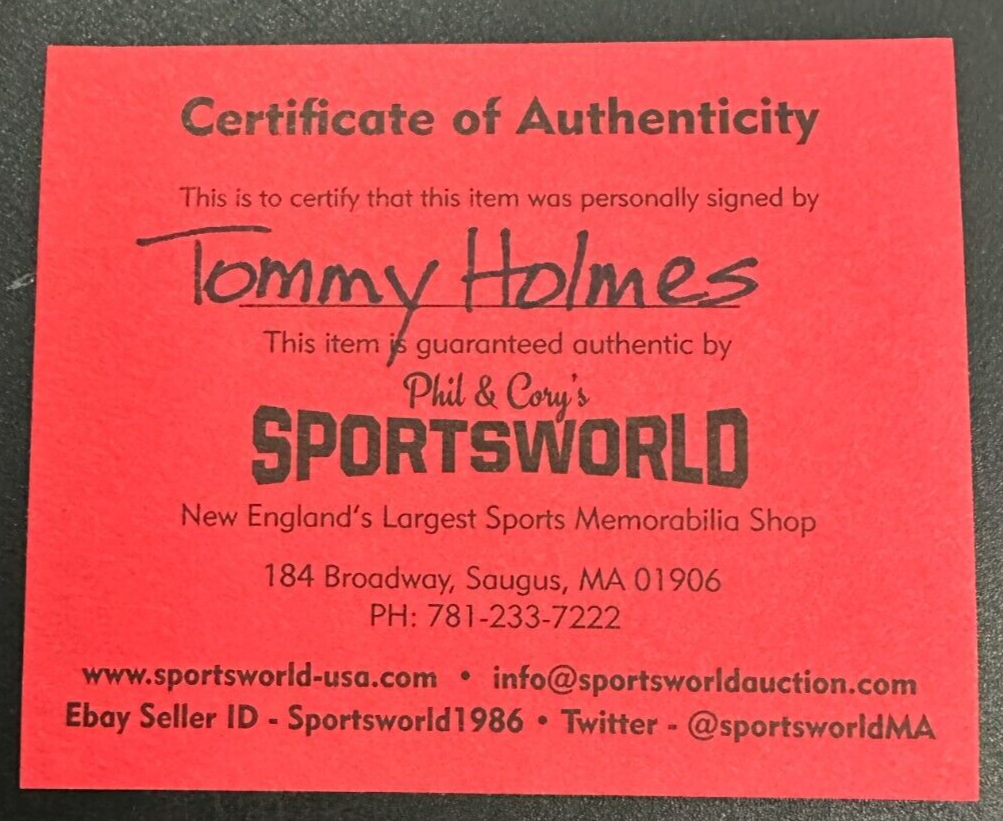 Certificate of Authenticity
This is to certify that this item was personally signed by
Tommy Holmes
This item is guaranteed authentic by
Phil & Cory's
SPORTSWORLD
New England's Largest Sports Memorabilia Shop
184 Broadway, Saugus, MA 01906
PH: 781-233-7222
www.sportsworld-usa.com • info@sportsworldauction.com
Ebay Seller ID - Sportsworld1986 • Twitter - @sportsworldMA